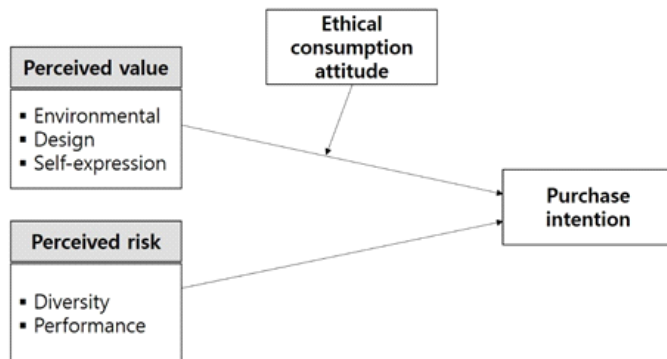 Ethical
consumption
attitude
Perceived value
▪ Environmental
▪ Design
▪ Self-expression
Purchase
intention
Perceived risk
▪ Diversity
▪ Performance